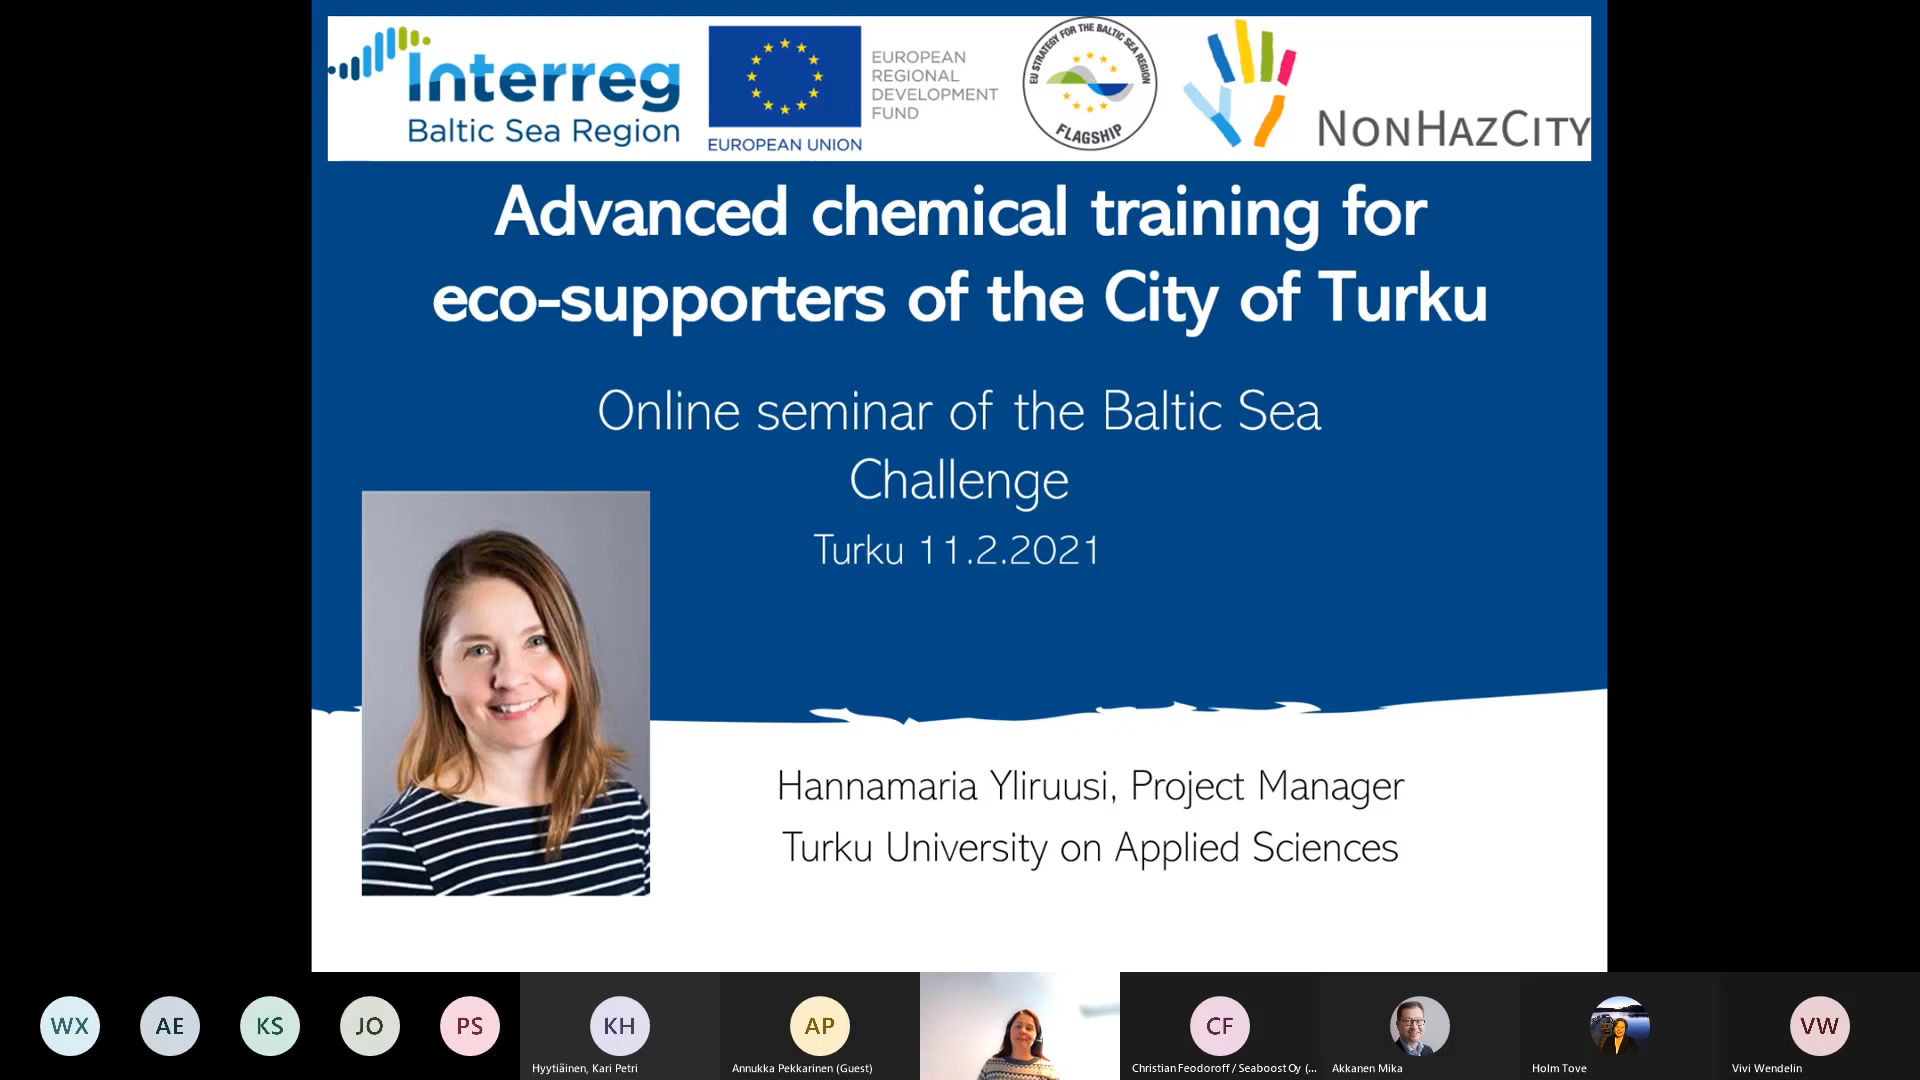 Interreg
Baltic Sea Region
EUROPEAN UNION
EUROPEAN
REGIONAL
DEVELOPMENT
FUND
EU STRATEGY FOR THE BALTIC SEA REGION
FLAGSHIP
NONHAZCITY
Advanced chemical training for
eco-supporters of the City of Turku
Online seminar of the Baltic Sea
Challenge
Turku 11.2.2021
Hannamaria Yliruusi, Project Manager
Turku University on Applied Sciences
WX
AE
KS
JO
PS
KH
AP
CF
VW
Hyytiäinen, Kari Petri
Annukka Pekkarinen (Guest)
Christian Feodoroff / Seaboost Oy (...
Akkanen Mika
Holm Tove
Vivi Wendelin